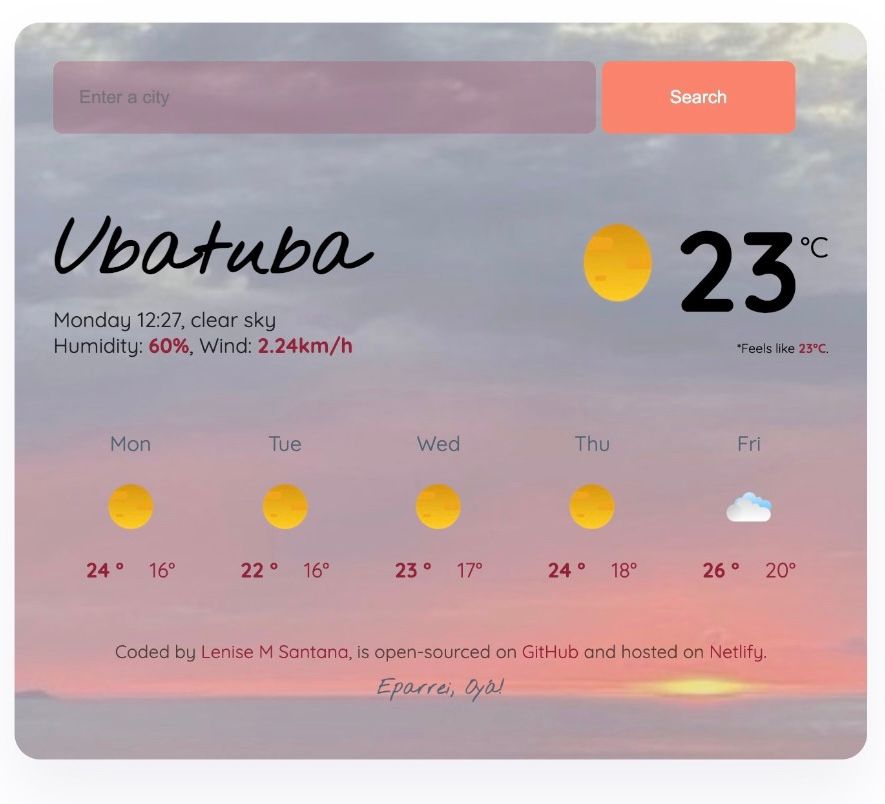 Enter a city
Search
Ubatuba
23 °C
Monday 12:27, clear sky
Humidity: 60%, Wind: 2.24km/h
*Feels like 23°C.
Mon Tue Wed Thu Fri
24 ° 16° 22 ° 16° 23 ° 17° 24 ° 18° 26 ° 20°
Coded by Lenise M Santana, is open-sourced on GitHub and hosted on Netlify.
Eparrei, Oyá!